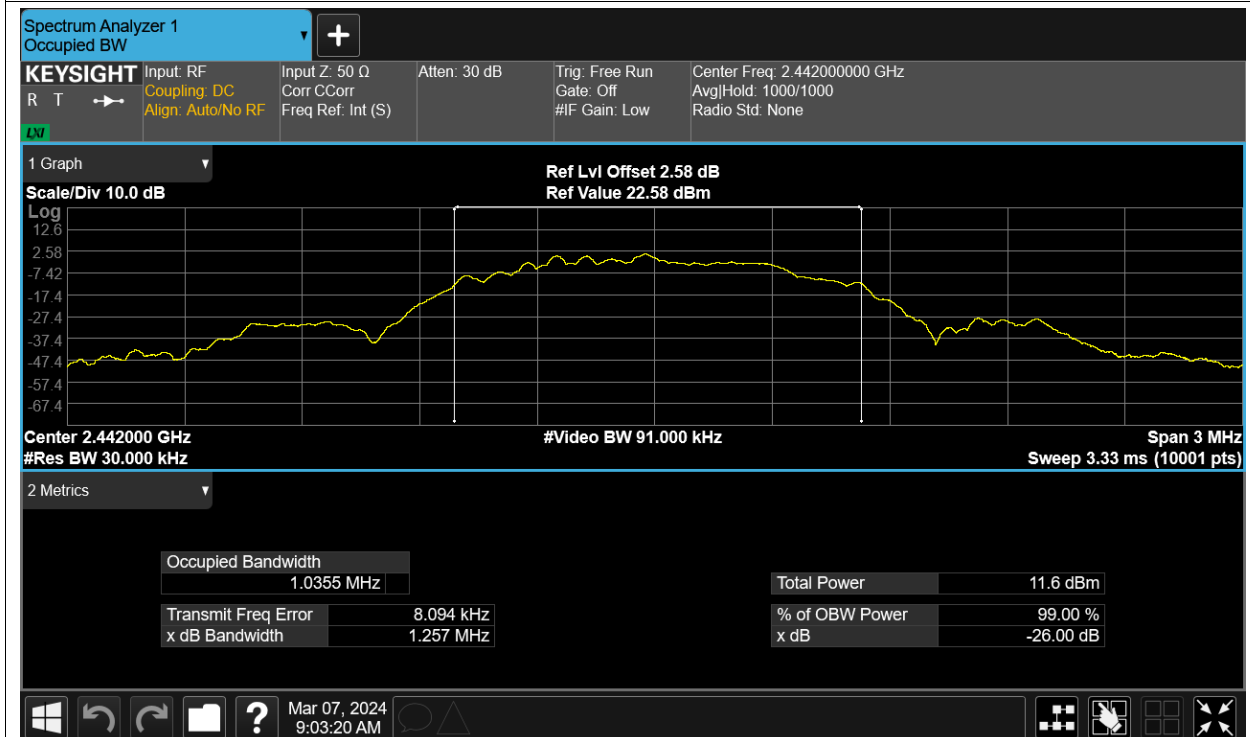 Spectrum Analyzer 1
Occupied BW
+
KEYSIGHT
R T
LXI
Input: RF
Coupling: DC
Align: Auto/No RF
Input Z: 50 Ω
Corr CCorr
Freq Ref: Int (S)
Atten: 30 dB
Trig: Free Run
Gate: Off
#IF Gain: Low
Center Freq: 2.442000000 GHz
Avg|Hold: 1000/1000
Radio Std: None
1 Graph
Scale/Div 10.0 dB
Ref Lvl Offset 2.58 dB
Ref Value 22.58 dBm
Log
12.6
2.58
-7.42
-17.4
-27.4
-37.4
-47.4
-57.4
-67.4
Center 2.442000 GHz
#Video BW 91.000 kHz
Span 3 MHz
#Res BW 30.000 kHz
Sweep 3.33 ms (10001 pts)
2 Metrics
Occupied Bandwidth
1.0355 MHz
Total Power 11.6 dBm
Transmit Freq Error 8.094 kHz
% of OBW Power 99.00 %
x dB Bandwidth 1.257 MHz
x dB -26.00 dB
?
Mar 07, 2024
9:03:20 AM